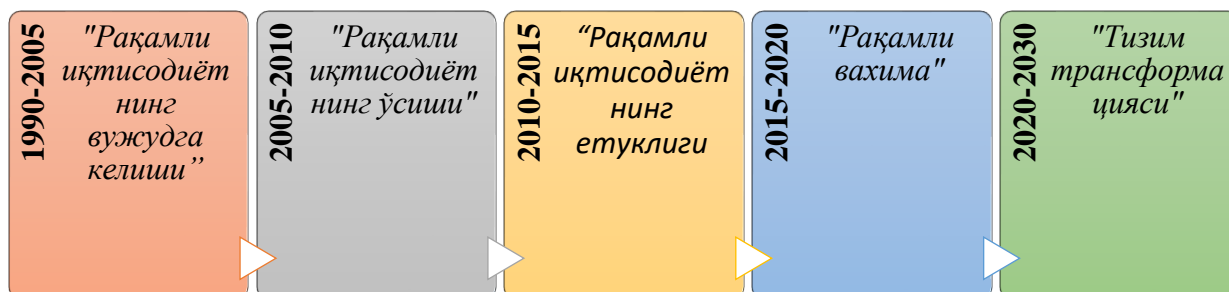 1990-2005
"Рақамли
иқтисодиёт
нинг
вужудга
келиши”
2005-2010
"Рақамли
иқтисодиёт
нинг ўсиши"
2010-2015
“Рақамли
иқтисодиёт
нинг
етуклиги
2015-2020
"Рақамли
вахима"
2020-2030
"Тизим
трансформа
цияси"